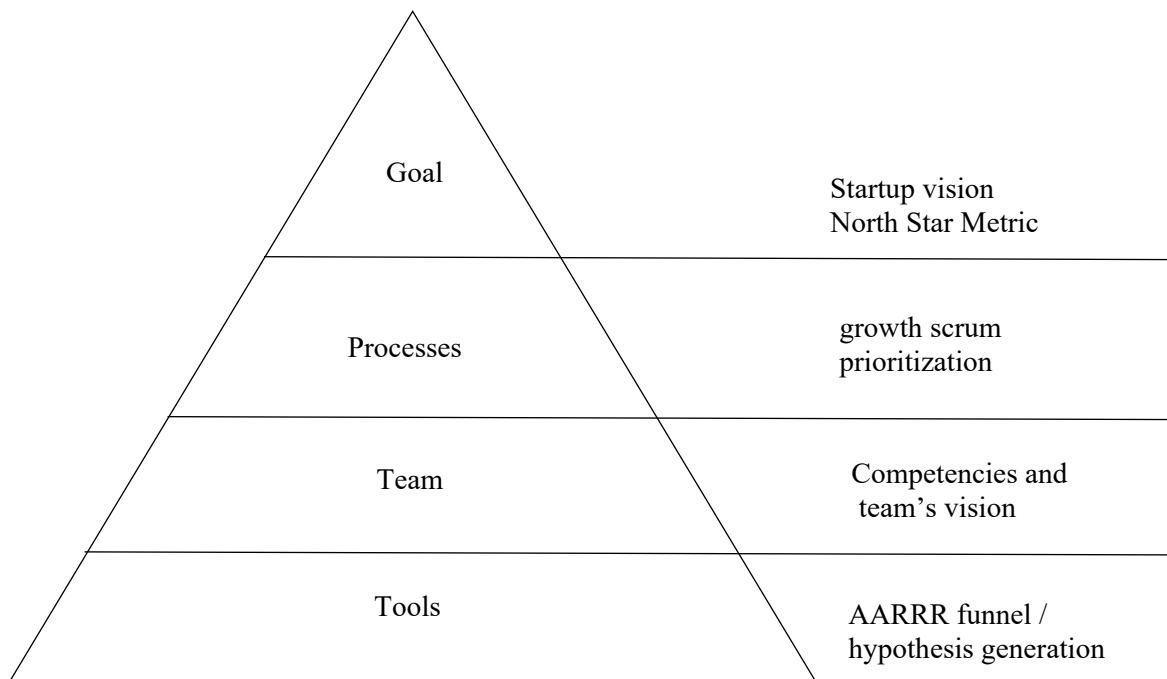 Goal
Startup vision
North Star Metric
Processes
growth scrum
prioritization
Team
Competencies and
team’s vision
Tools
AARRR funnel /
hypothesis generation